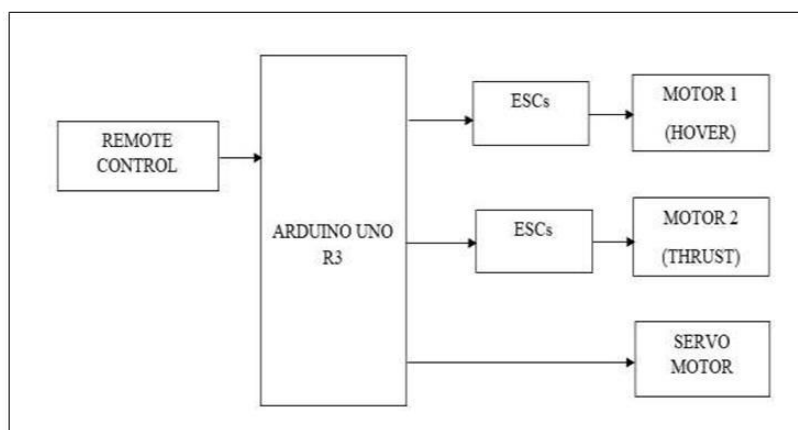 REMOTE
CONTROL
ARDUINO UNO
R3
ESCs
MOTOR 1
(HOVER)
ESCs
MOTOR 2
(THRUST)
SERVO
MOTOR